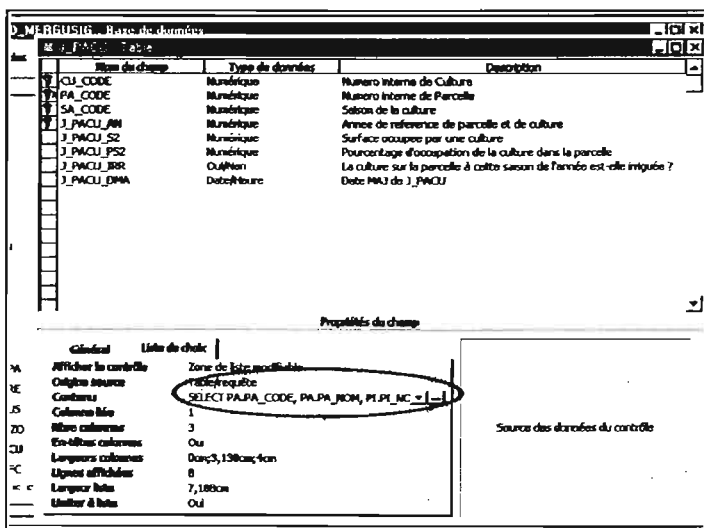 D_MERGUSIG : Base de données
J_PACU : Table
Nom du champ Type de données Description
CU_CODE Numérique Numero interne de Culture
PA_CODE Numérique Numero interne de Parcelle
SA_CODE Numérique Saison de la culture
J_PACU_AN Numérique Annee de reference de parcelle et de culture
J_PACU_S2 Numérique Surface occupee par une culture
J_PACU_PS2 Numérique Pourcentage d'occupation de la culture dans la parcelle
J_PACU_IRR Oui/Non La culture sur la parcelle à cette saison de l'année est-elle irriguée ?
J_PACU_DMA Date/Heure Date MAJ de J_PACU
Propriétés du champ
Général Liste de choix
Afficher le contrôle Zone de liste modifiable
Origine source Table/requête
Contenu SELECT PA.PA_CODE, PA.PA_NOM, PI.PI_NC
Colonne liée 1
Nbre colonnes 3
En-têtes colonnes Oui
Largeurs colonnes 0cm;3,138cm;4cm
Lignes affichées 8
Largeur liste 7,188cm
Limiter à liste Oui
Source des données du contrôle
PA
RE
US
ZO
CU
FC